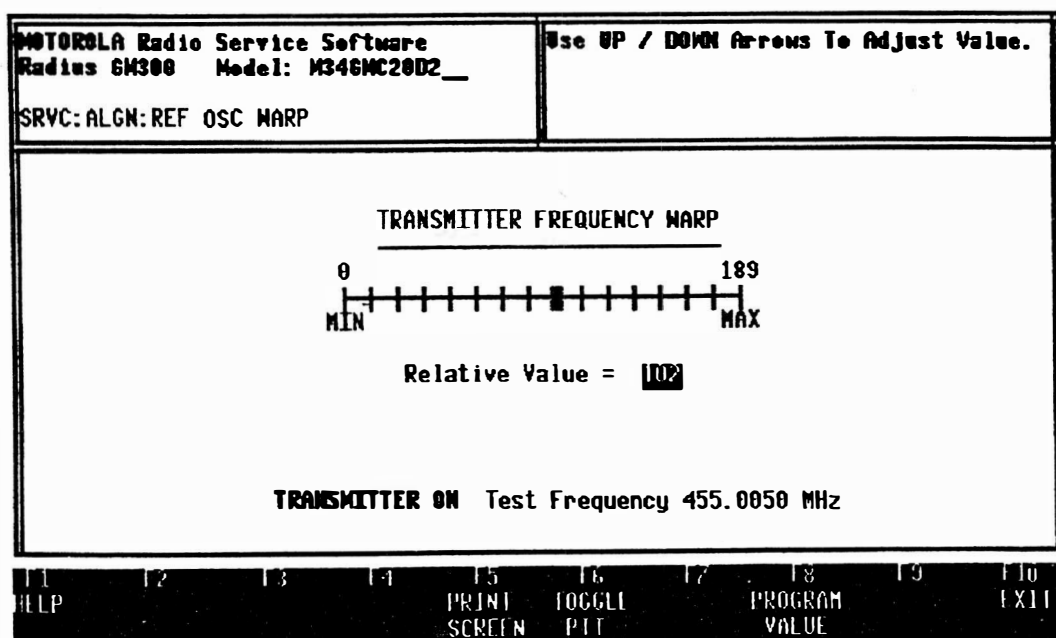 MOTOROLA Radio Service Software
Radius GM300 Model: M34GMC20D2__
SRVC:ALGN:REF OSC WARP
Use UP / DOWN Arrows To Adjust Value.
TRANSMITTER FREQUENCY WARP
0 189
MIN MAX
Relative Value = 102
TRANSMITTER ON Test Frequency 455.0050 MHz
F1 F2 F3 F4 F5 F6 F7 F8 F9 F10
HELP PRINT TOGGLE PROGRAM EXIT
SCREEN PTT VALUE